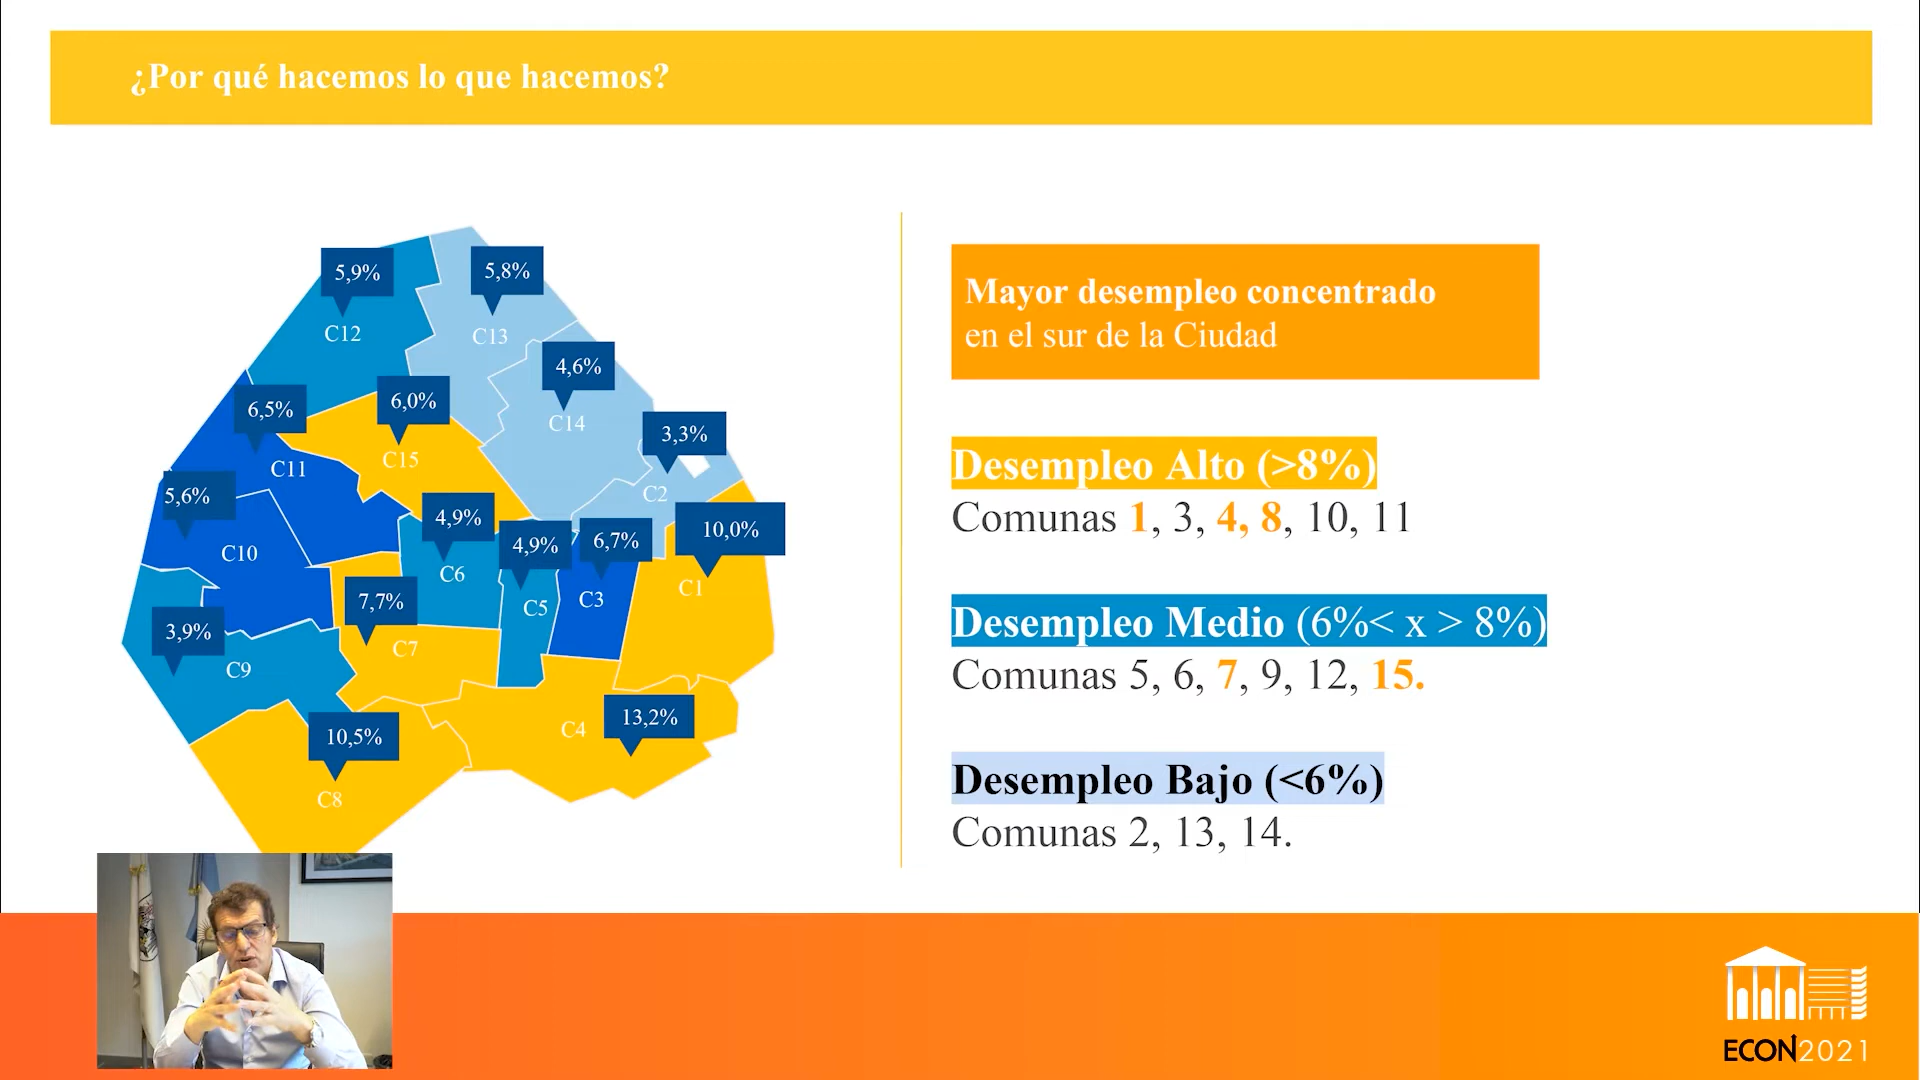 ¿Por qué hacemos lo que hacemos?
5,9%
5,8%
C12
C13
4,6%
6,5%
6,0%
C14
3,3%
C11
C15
5,6%
C2
4,9%
4,9%
6,7%
10,0%
C10
C6
C5
C3
C1
7,7%
3,9%
C7
C9
13,2%
C4
10,5%
C8
Mayor desempleo concentrado
en el sur de la Ciudad
Desempleo Alto (>8%)
Comunas 1, 3, 4, 8, 10, 11
Desempleo Medio (6%< x > 8%)
Comunas 5, 6, 7, 9, 12, 15.
Desempleo Bajo (<6%)
Comunas 2, 13, 14.
ECON2021